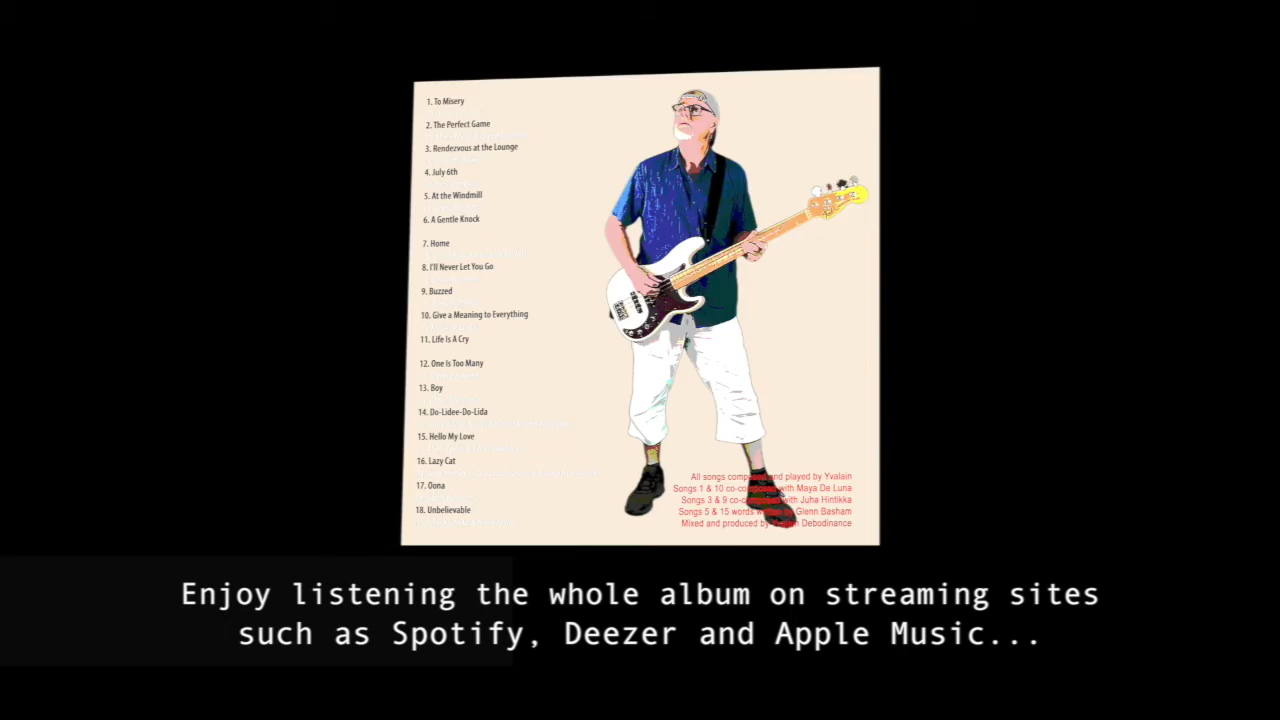 1. To Misery
2. The Perfect Game
3. Rendezvous at the Lounge
4. July 6th
5. At the Windmill
6. A Gentle Knock
7. Home
8. I'll Never Let You Go
9. Buzzed
10. Give a Meaning to Everything
11. Life Is A Cry
12. One Is Too Many
13. Boy
14. Do-Lidee-Do-Lida
15. Hello My Love
16. Lazy Cat
17. Oona
18. Unbelievable
All songs composed and played by Yvalain
Songs 1 & 10 co-composed with Maya De Luna
Songs 3 & 9 co-composed with Juha Hintikka
Songs 5 & 15 words written by Glenn Basham
Mixed and produced by Debodinance
Enjoy listening the whole album on streaming sites
such as Spotify, Deezer and Apple Music...